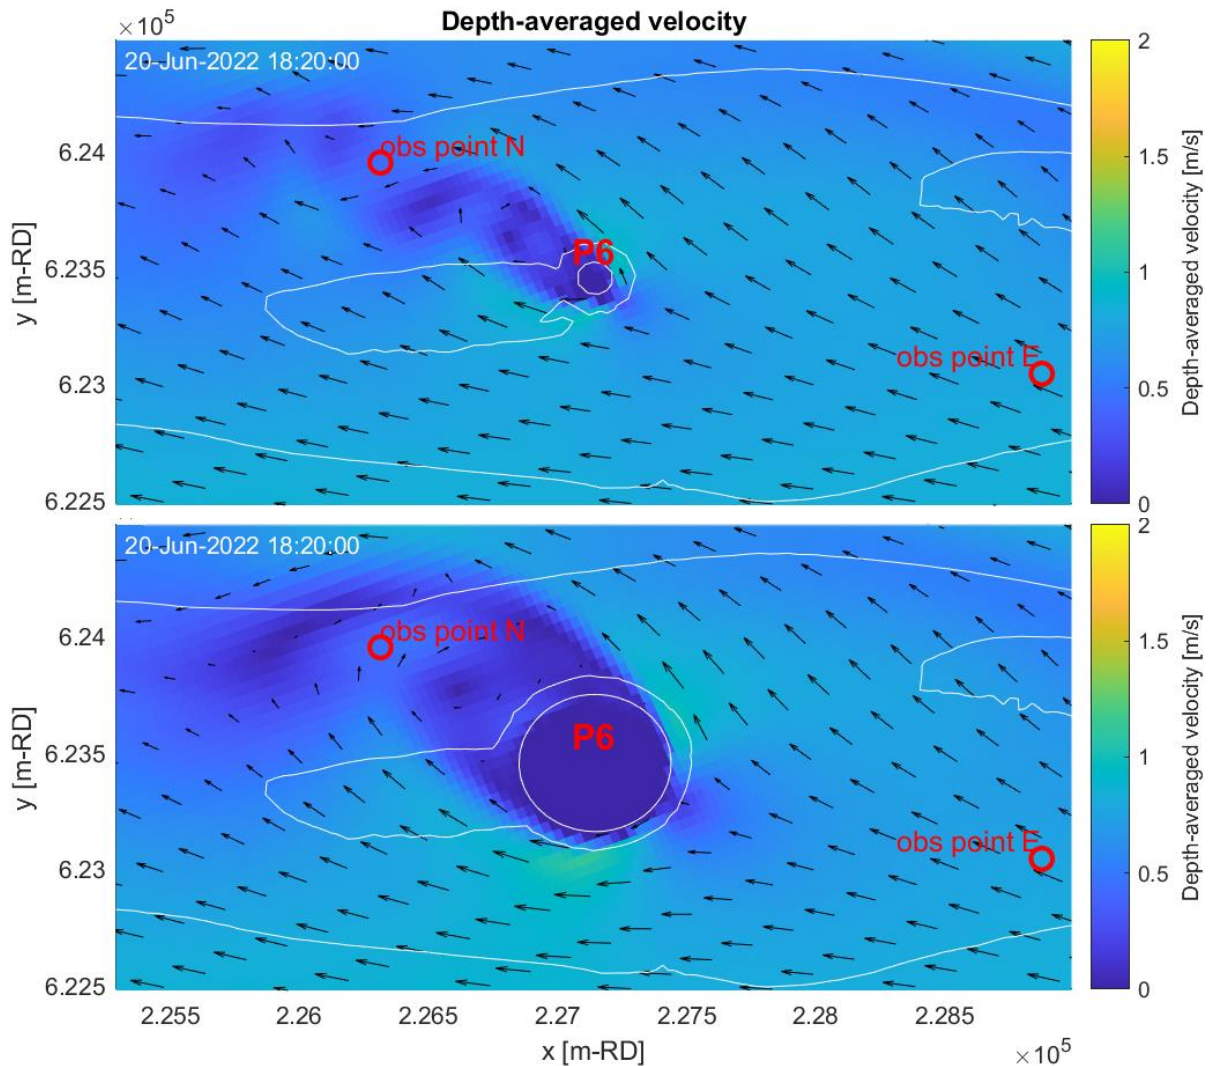 Depth-averaged velocity
×10⁵
20-Jun-2022 18:20:00
6.24
6.235
6.23
6.225
y [m-RD]
obs point N
P6
obs point E
2
1.5
1
0.5
0
Depth-averaged velocity [m/s]
20-Jun-2022 18:20:00
6.24
6.235
6.23
6.225
y [m-RD]
obs point N
P6
obs point E
2
1.5
1
0.5
0
Depth-averaged velocity [m/s]
2.255 2.26 2.265 2.27 2.275 2.28 2.285
x [m-RD]
×10⁵